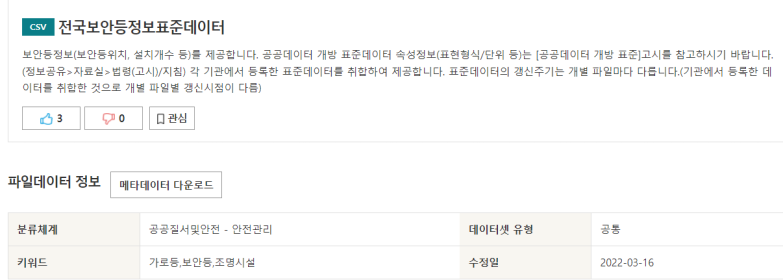 CSV 전국보안등정보표준데이터
보안등정보(보안등위치, 설치개수 등)를 제공합니다. 공공데이터 개방 표준데이터 속성정보(표현형식/단위 등)는 [공공데이터 개방 표준]고시를 참고하시기 바랍니다.
(정보공유>자료실>법령(고시)/지침) 각 기관에서 등록한 표준데이터를 취합하여 제공합니다. 표준데이터의 갱신주기는 개별 파일마다 다릅니다.(기관에서 등록한 데
이터를 취합한 것으로 개별 파일별 갱신시점이 다름)
3 0 관심
파일데이터 정보 메타데이터 다운로드
분류체계 공공질서및안전 - 안전관리 데이터셋 유형 공통
키워드 가로등,보안등,조명시설 수정일 2022-03-16